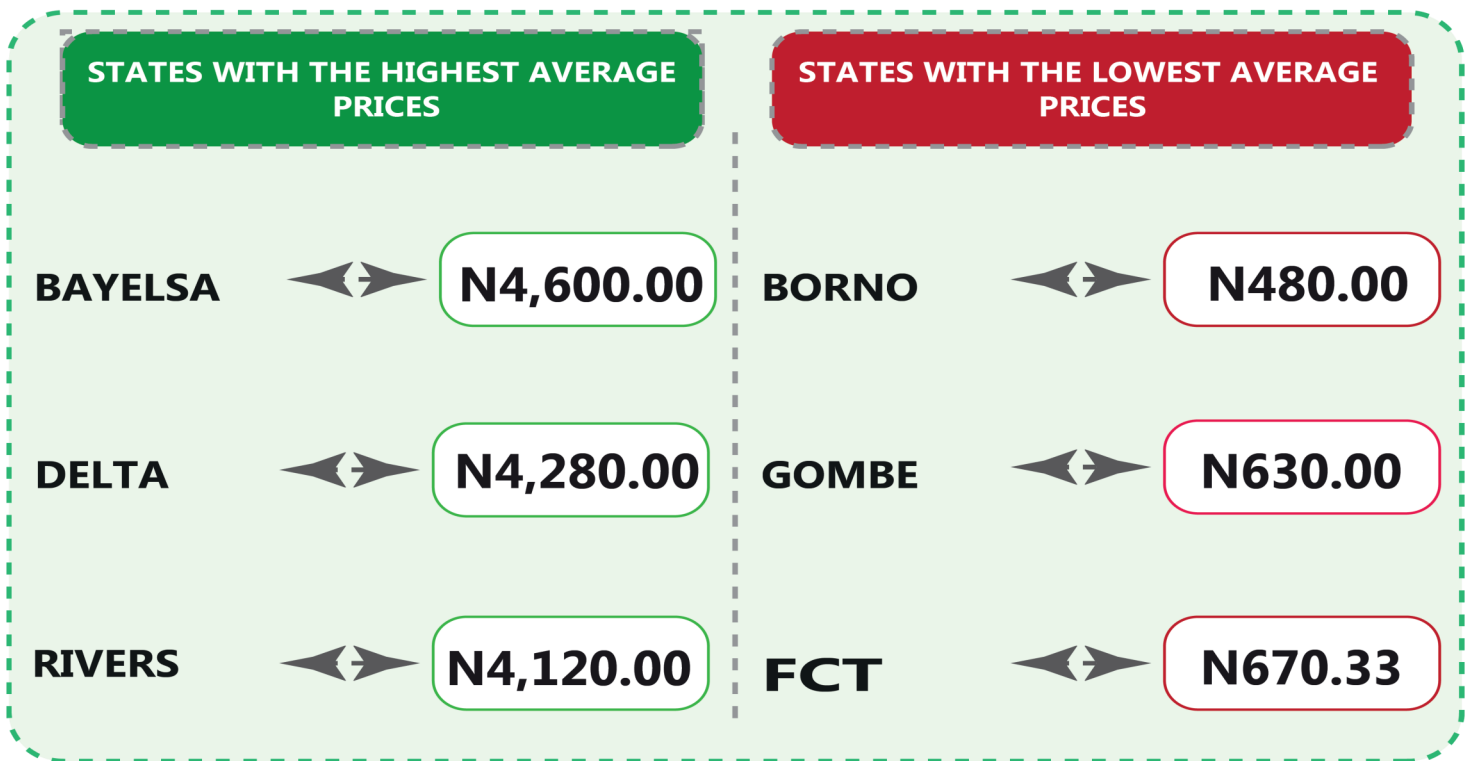 STATES WITH THE HIGHEST AVERAGE
PRICES
BAYELSA N4,600.00
DELTA N4,280.00
RIVERS N4,120.00
STATES WITH THE LOWEST AVERAGE
PRICES
BORNO N480.00
GOMBE N630.00
FCT N670.33